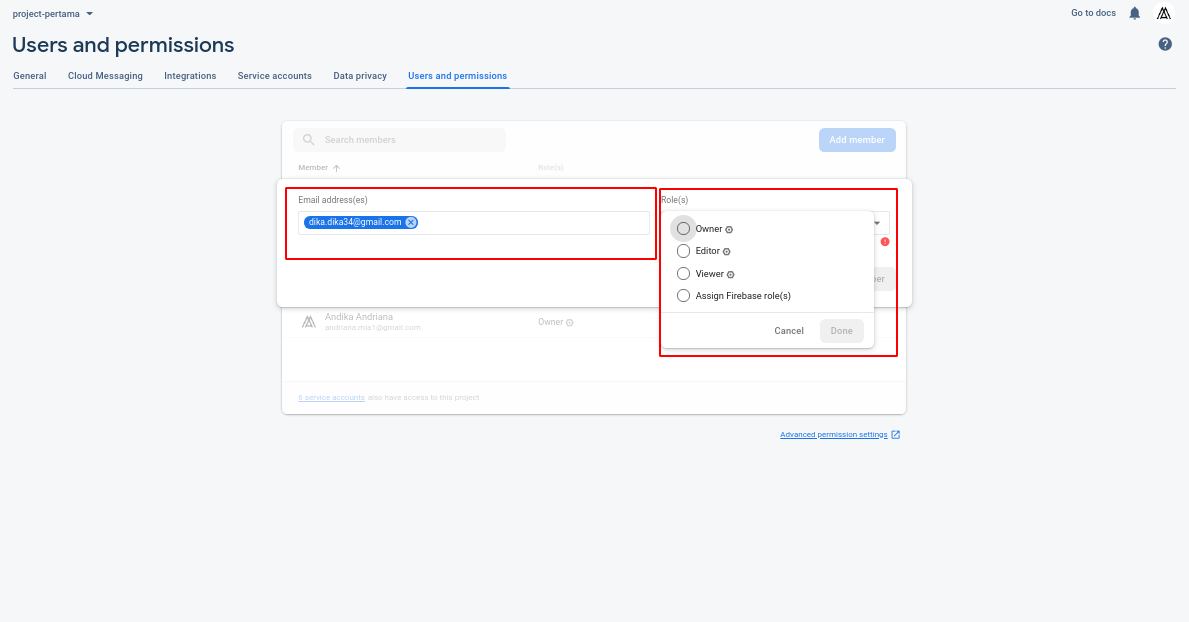 project-pertama
Go to docs
Users and permissions
General Cloud Messaging Integrations Service accounts Data privacy Users and permissions
Search members
Add member
Member Role(s)
Email address(es)
dika.dika34@gmail.com
Role(s)
Owner
Editor
Viewer
Assign Firebase role(s)
Cancel Done
Andika Andriana
andriana.mia1@gmail.com
Owner
6 service accounts also have access to this project
Advanced permission settings